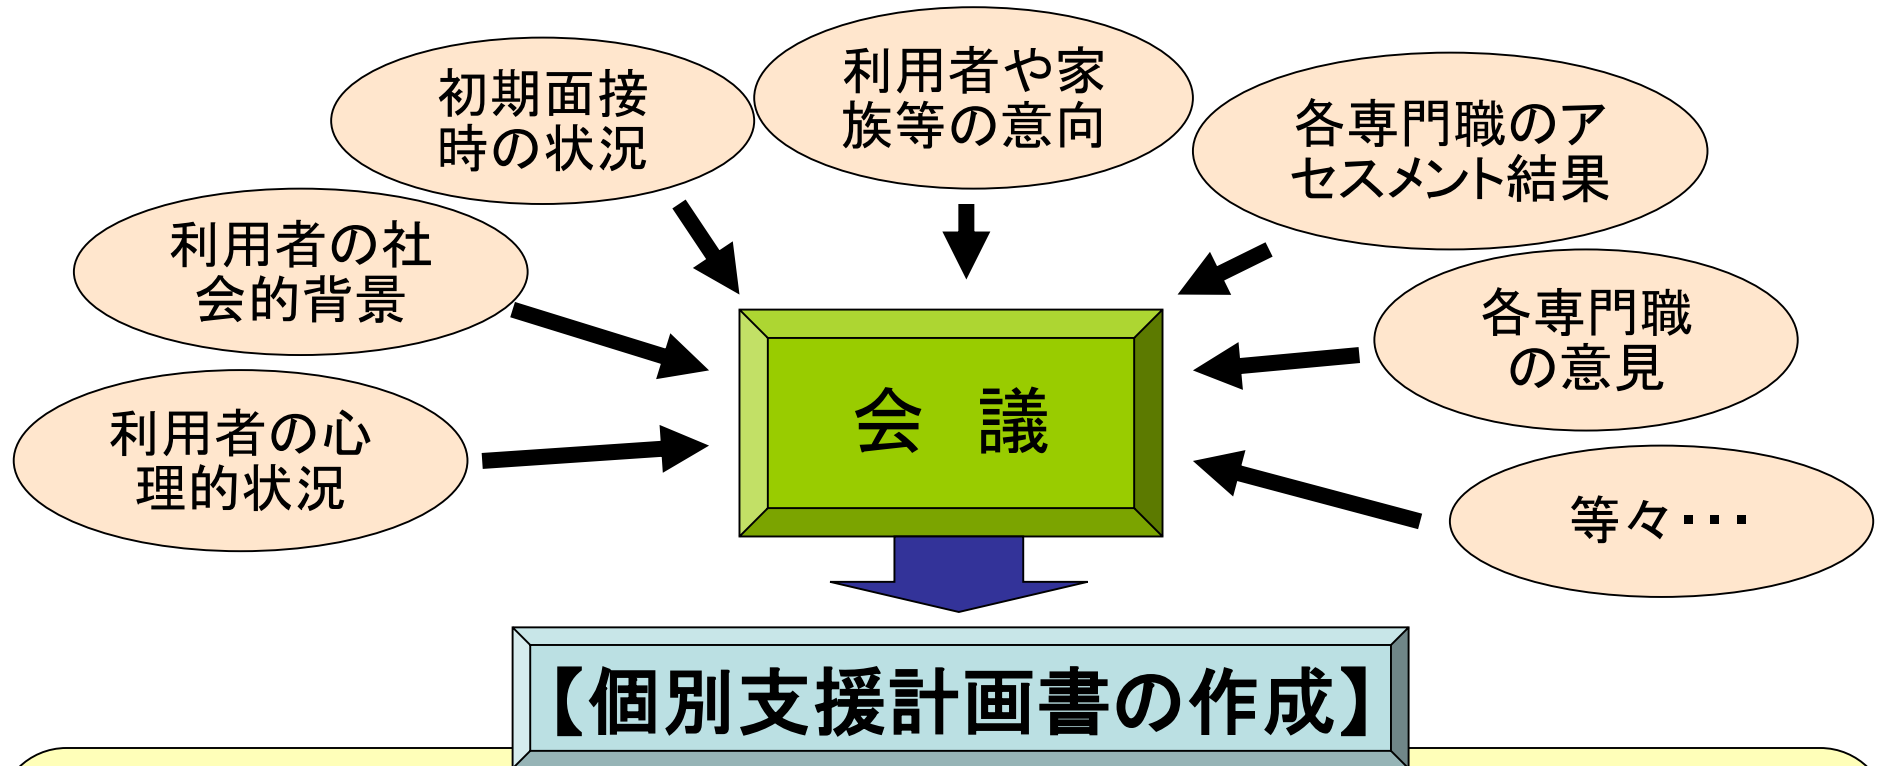 初期面接
時の状況
利用者や家
族等の意向
各専門職のア
セスメント結果
利用者の社
会的背景
各専門職
の意見
利用者の心
理的状況
等々・・・
会　議
【個別支援計画書の作成】